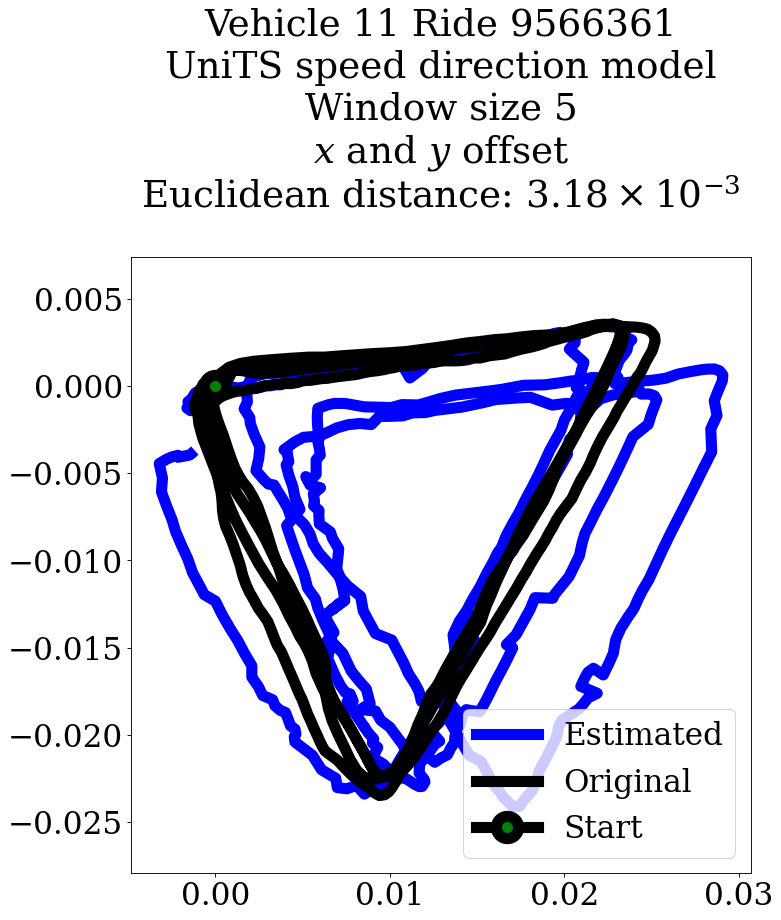 Vehicle 11 Ride 9566361
UniTS speed direction model
Window size 5
x and y offset
Euclidean distance: 3.18 × 10⁻³
0.005
0.000
−0.005
−0.010
−0.015
−0.020
−0.025
Estimated
Original
Start
0.00 0.01 0.02 0.03